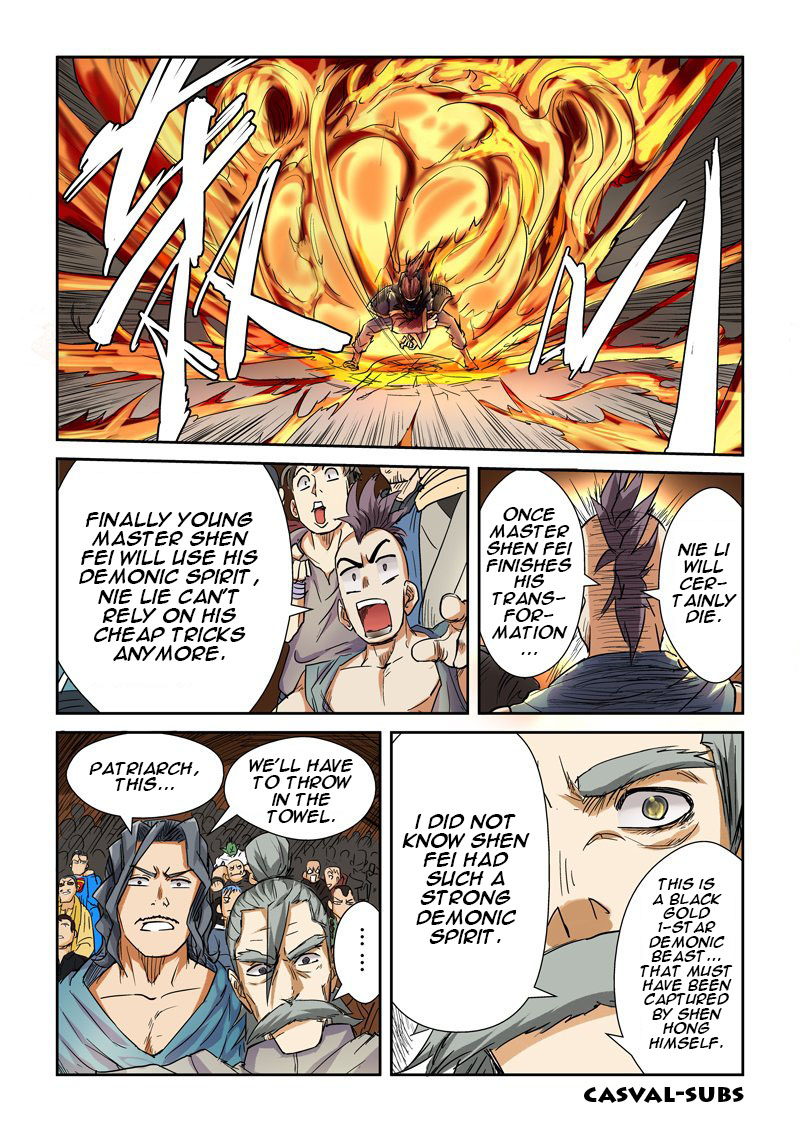 FINALLY YOUNG
MASTER SHEN
FEI WILL USE HIS
DEMONIC SPIRIT,
NIE LIE CAN'T
RELY ON HIS
CHEAP TRICKS
ANYMORE.
ONCE
MASTER
SHEN FEI
FINISHES
HIS
TRANS-
FOR-
MATION
...
NIE LI
WILL
CER-
TAINLY
DIE.
PATRIARCH,
THIS...
WE'LL HAVE
TO THROW
IN THE
TOWEL.
......
I DID NOT
KNOW SHEN
FEI HAD
SUCH A
STRONG
DEMONIC
SPIRIT.
THIS IS
A BLACK
GOLD
1-STAR
DEMONIC
BEAST...
THAT MUST
HAVE BEEN
CAPTURED
BY SHEN
HONG
HIMSELF.
CASVAL-SUBS